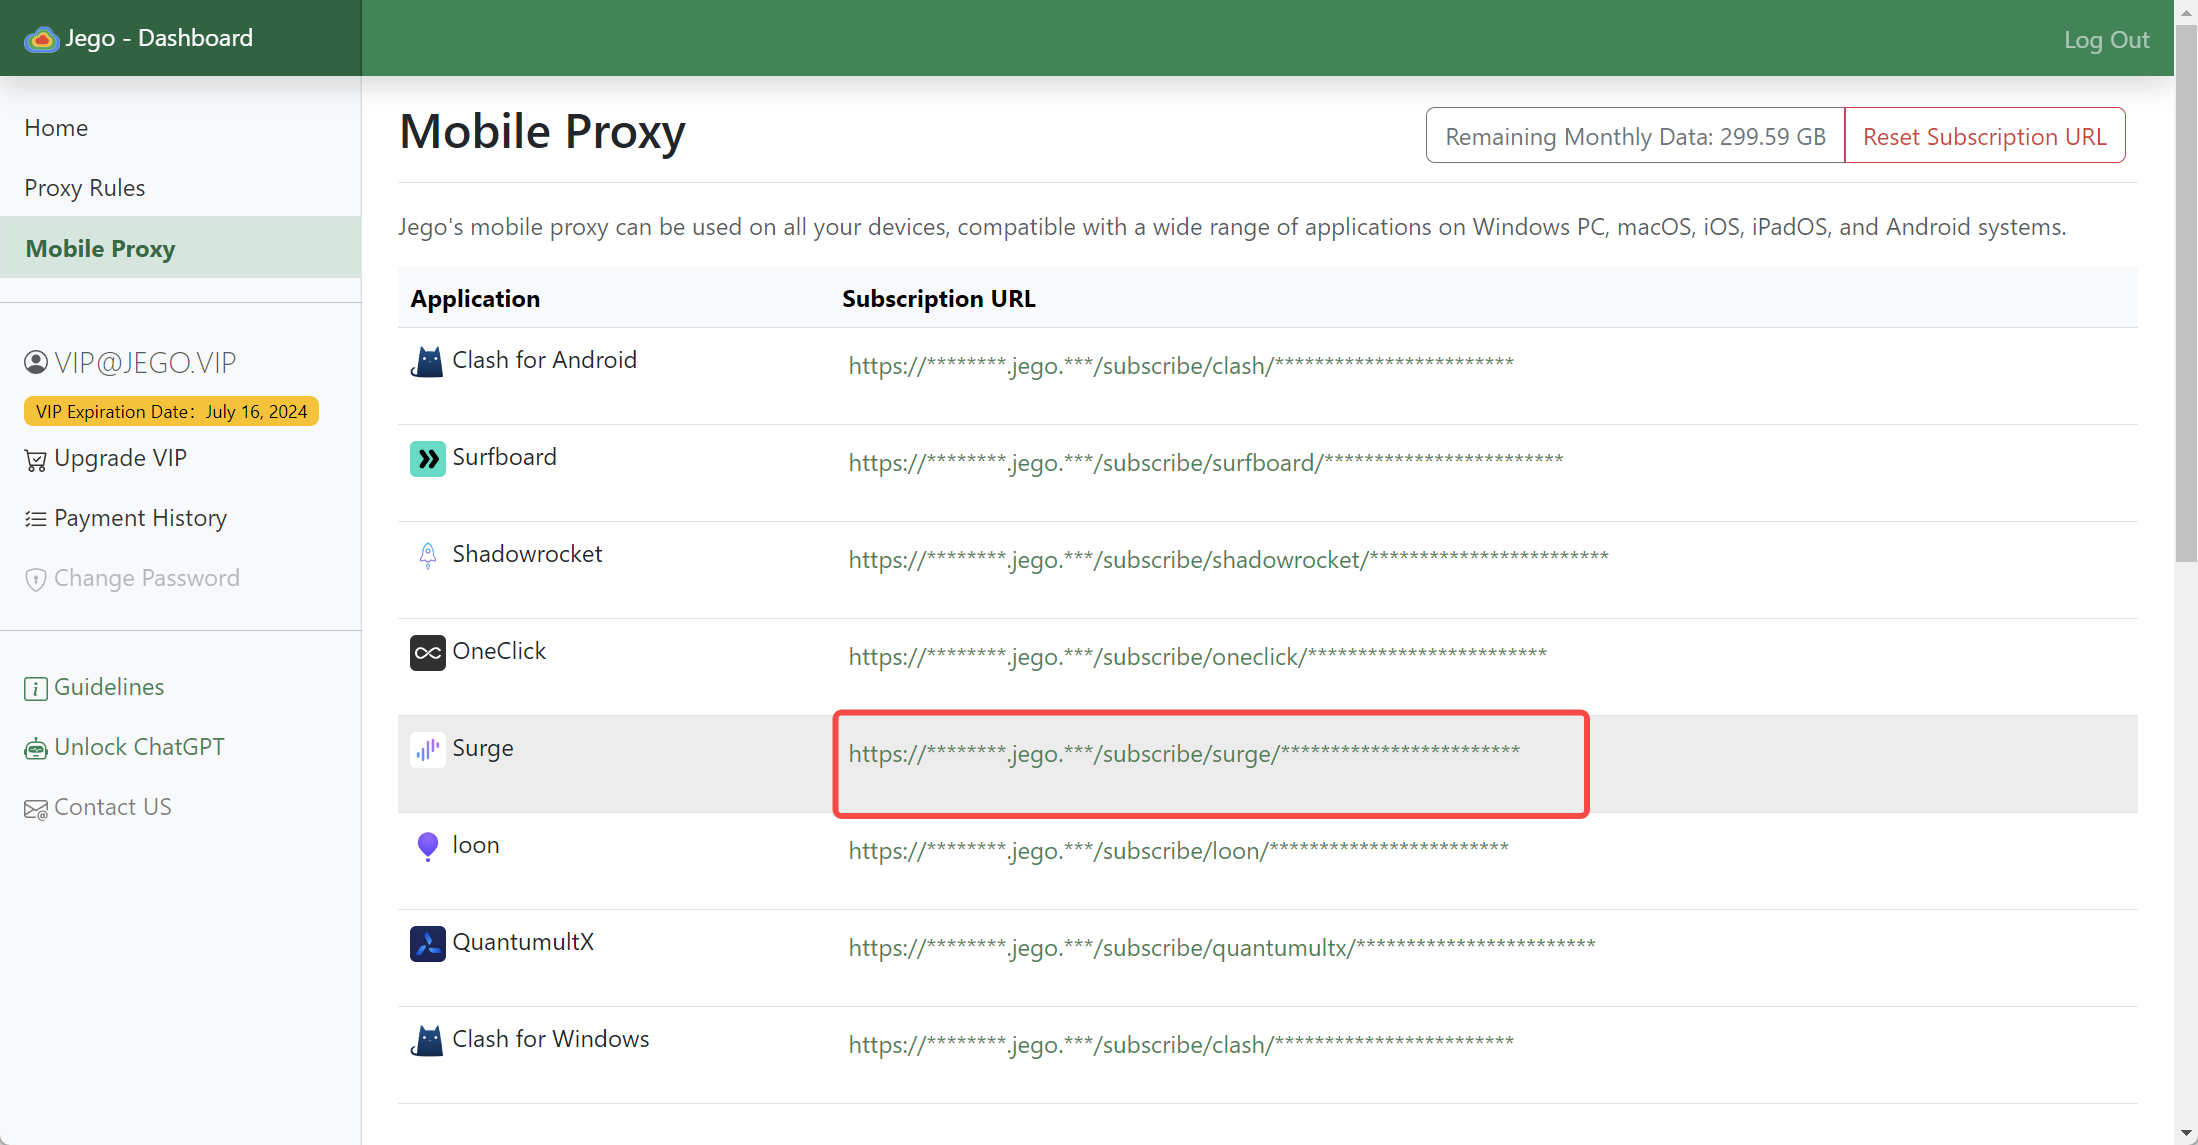 Jego - Dashboard
Log Out
Home
Proxy Rules
Mobile Proxy
VIP@JEGO.VIP
VIP Expiration Date：July 16, 2024
Upgrade VIP
Payment History
Change Password
Guidelines
Unlock ChatGPT
Contact US
Mobile Proxy
Remaining Monthly Data: 299.59 GB
Reset Subscription URL
Jego's mobile proxy can be used on all your devices, compatible with a wide range of applications on Windows PC, macOS, iOS, iPadOS, and Android systems.
Application Subscription URL
Clash for Android https://********.jego.***/subscribe/clash/************************
Surfboard https://********.jego.***/subscribe/surfboard/************************
Shadowrocket https://********.jego.***/subscribe/shadowrocket/************************
OneClick https://********.jego.***/subscribe/oneclick/************************
Surge https://********.jego.***/subscribe/surge/************************
loon https://********.jego.***/subscribe/loon/************************
QuantumultX https://********.jego.***/subscribe/quantumultx/************************
Clash for Windows https://********.jego.***/subscribe/clash/************************